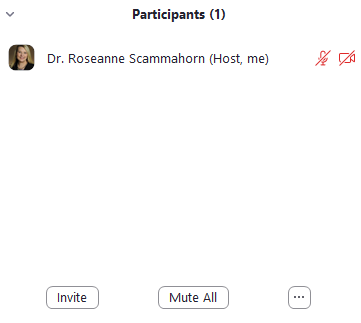 Participants (1)
Dr. Roseanne Scammahorn (Host, me)
Invite
Mute All
...